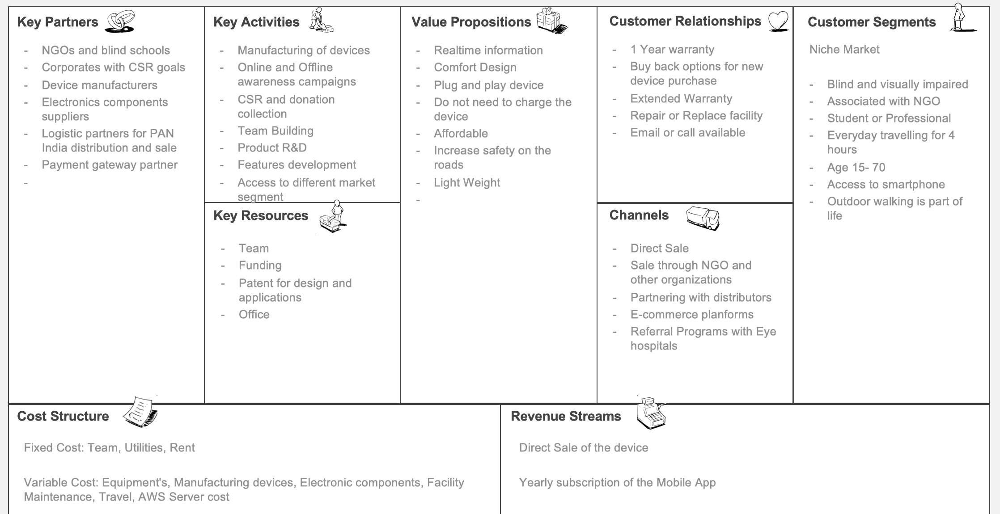 Key Partners
- NGOs and blind schools
- Corporates with CSR goals
- Device manufacturers
- Electronics components
suppliers
- Logistic partners for PAN
India distribution and sale
- Payment gateway partner
-
Key Activities
- Manufacturing of devices
- Online and Offline
awareness campaigns
- CSR and donation
collection
- Team Building
- Product R&D
- Features development
- Access to different market
segment
Key Resources
- Team
- Funding
- Patent for design and
applications
- Office
Value Propositions
- Realtime information
- Comfort Design
- Plug and play device
- Do not need to charge the
device
- Affordable
- Increase safety on the
roads
- Light Weight
-
Customer Relationships
- 1 Year warranty
- Buy back options for new
device purchase
- Extended Warranty
- Repair or Replace facility
- Email or call available
Channels
- Direct Sale
- Sale through NGO and
other organizations
- Partnering with distributors
- E-commerce planforms
- Referral Programs with Eye
hospitals
Customer Segments
Niche Market
- Blind and visually impaired
- Associated with NGO
- Student or Professional
- Everyday travelling for 4
hours
- Age 15- 70
- Access to smartphone
- Outdoor walking is part of
life
Cost Structure
Fixed Cost: Team, Utilities, Rent
Variable Cost: Equipment's, Manufacturing devices, Electronic components, Facility
Maintenance, Travel, AWS Server cost
Revenue Streams
Direct Sale of the device
Yearly subscription of the Mobile App